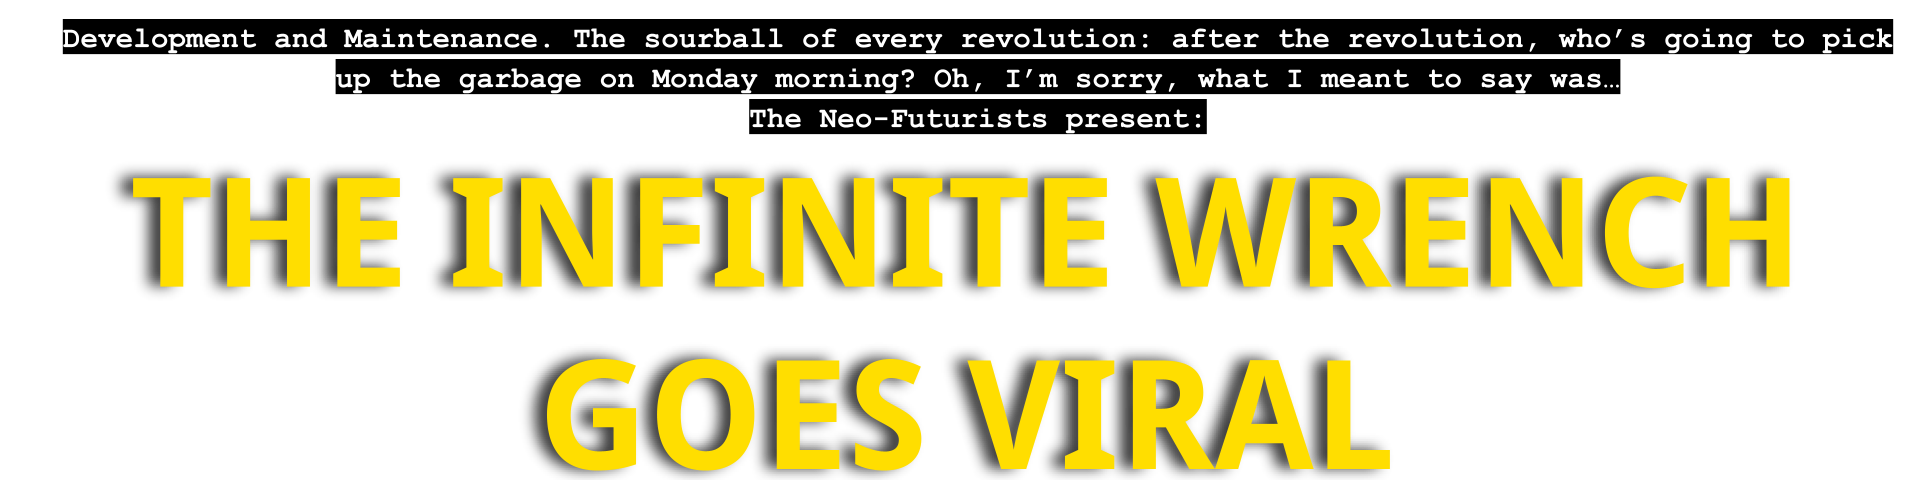 Development and Maintenance. The sourball of every revolution: after the revolution, who’s going to pick
up the garbage on Monday morning? Oh, I’m sorry, what I meant to say was…
The Neo-Futurists present:
THE INFINITE WRENCH
GOES VIRAL